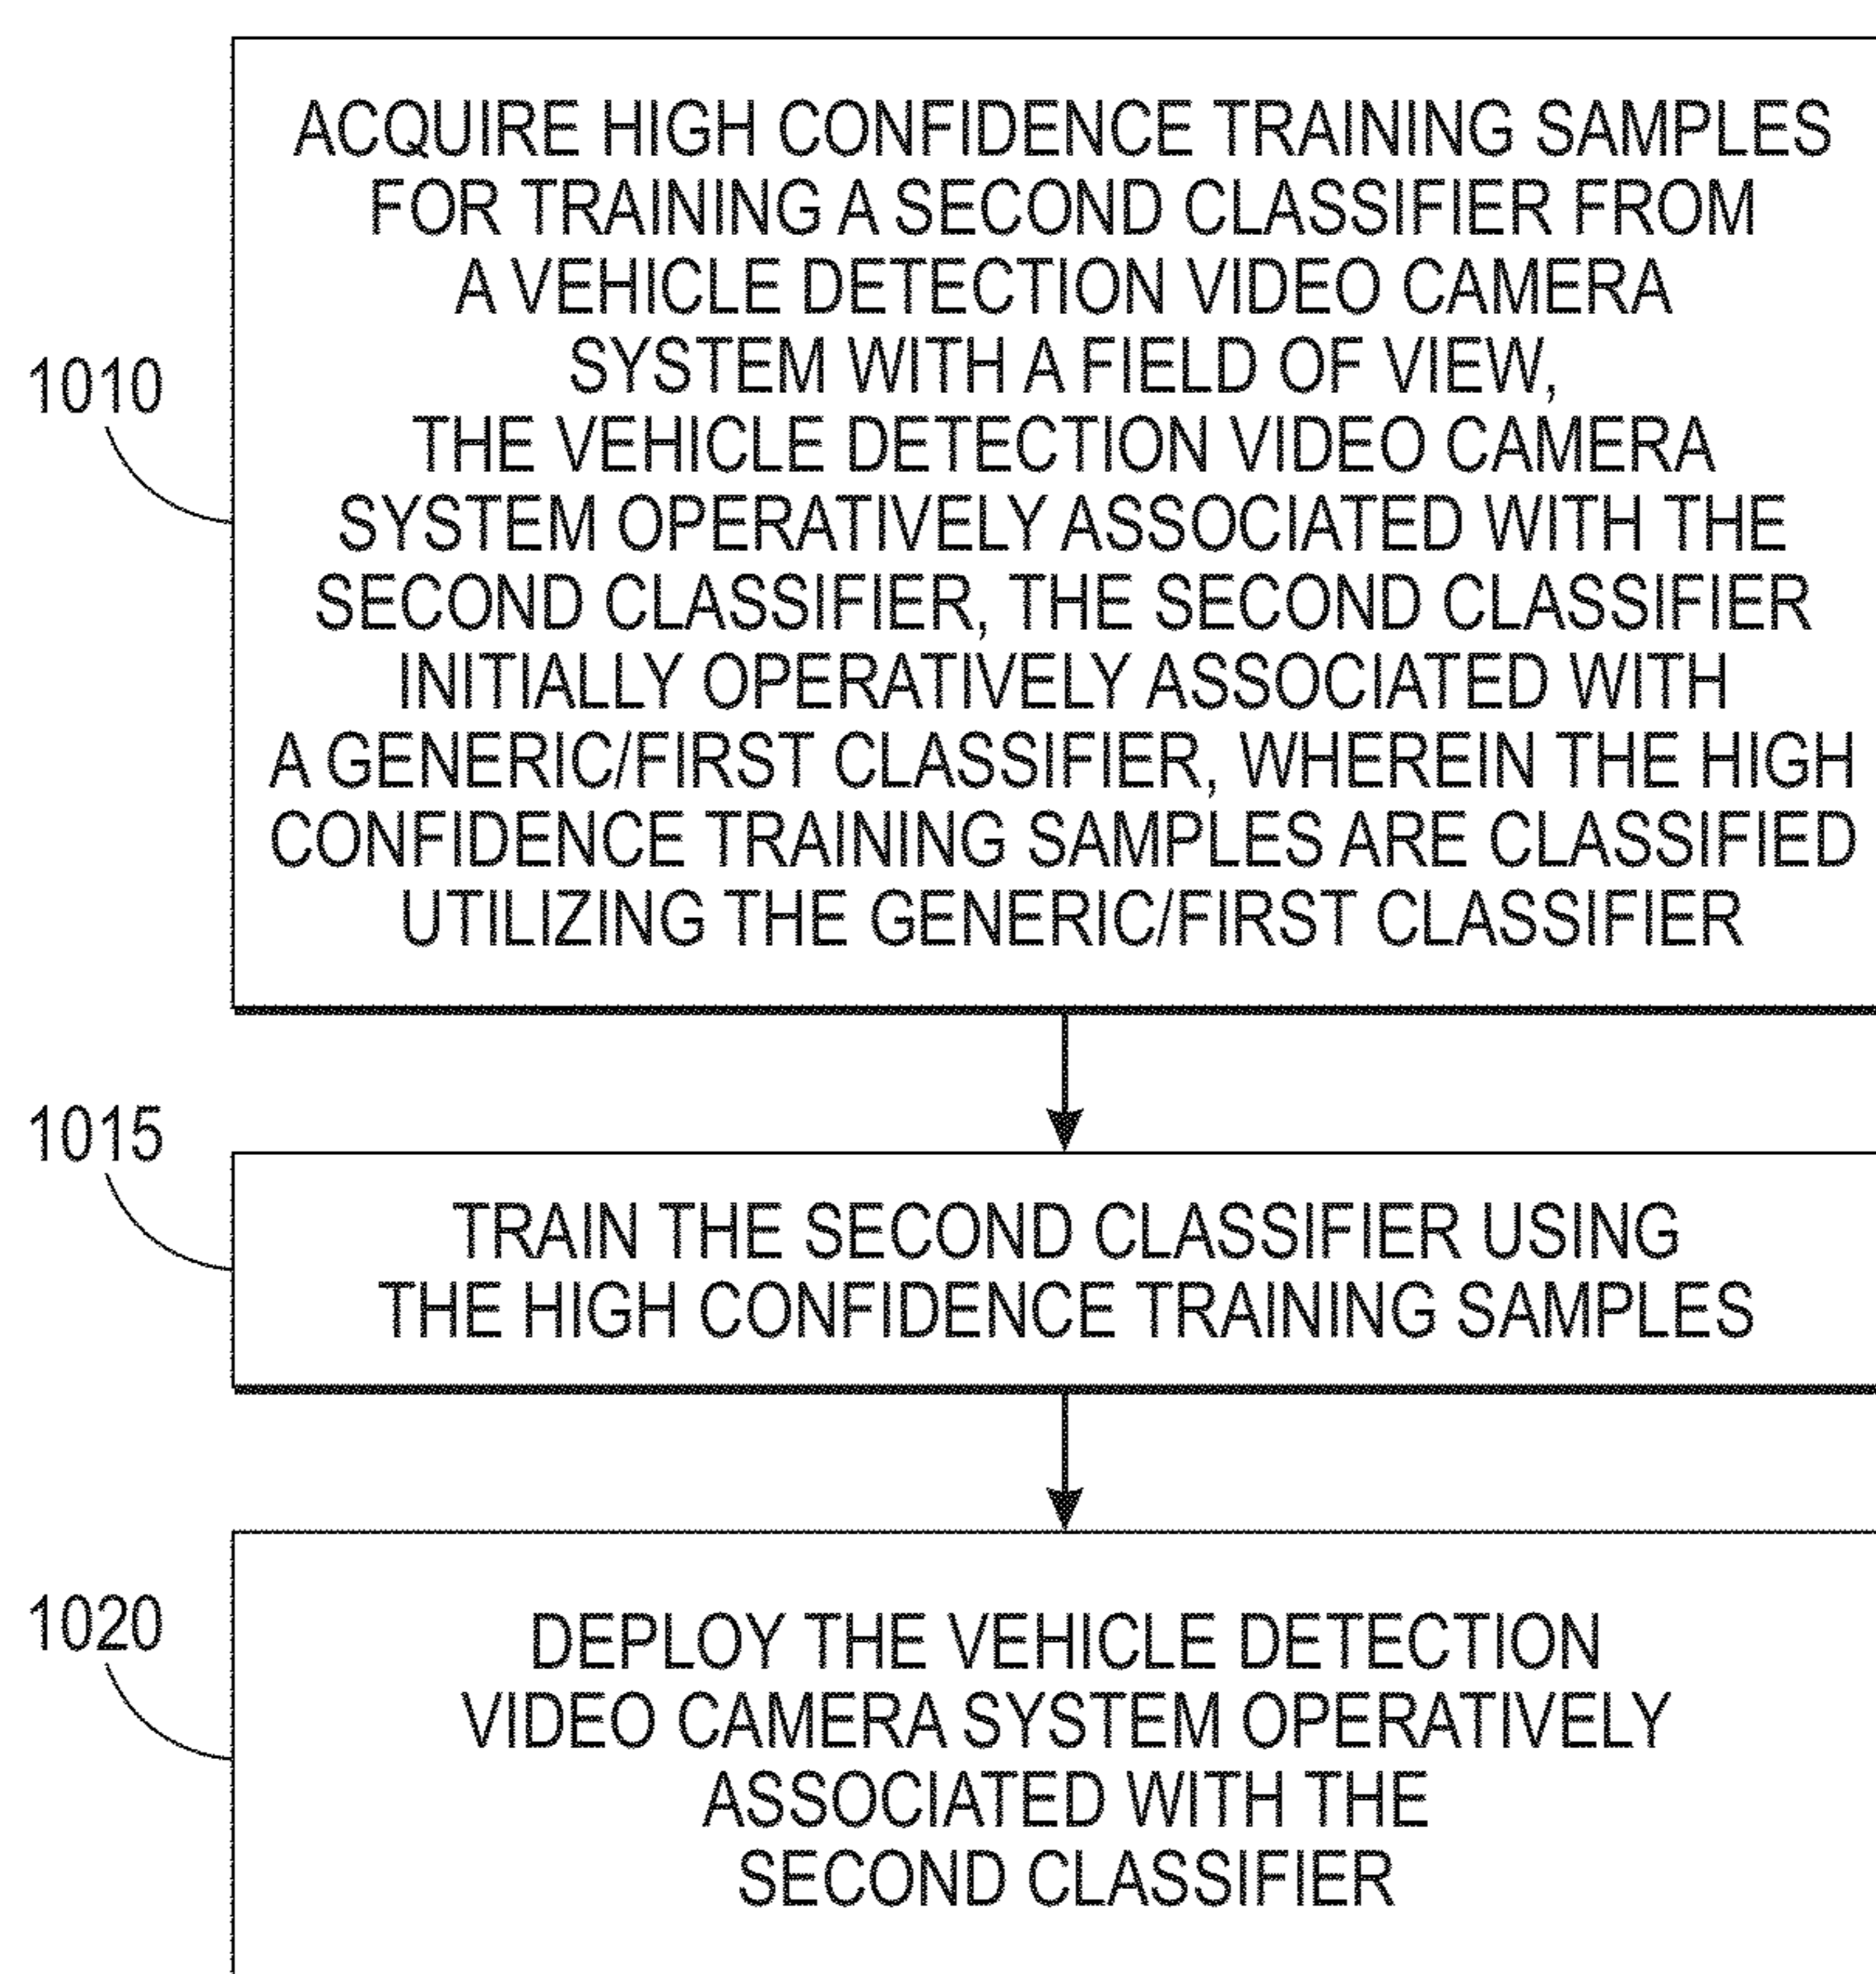 ACQUIRE HIGH CONFIDENCE TRAINING SAMPLES
FOR TRAINING A SECOND CLASSIFIER FROM
A VEHICLE DETECTION VIDEO CAMERA
SYSTEM WITH A FIELD OF VIEW,
THE VEHICLE DETECTION VIDEO CAMERA
SYSTEM OPERATIVELY ASSOCIATED WITH THE
SECOND CLASSIFIER, THE SECOND CLASSIFIER
INITIALLY OPERATIVELY ASSOCIATED WITH
A GENERIC/FIRST CLASSIFIER, WHEREIN THE HIGH
CONFIDENCE TRAINING SAMPLES ARE CLASSIFIED
UTILIZING THE GENERIC/FIRST CLASSIFIER
1010
1015
TRAIN THE SECOND CLASSIFIER USING
THE HIGH CONFIDENCE TRAINING SAMPLES
1020
DEPLOY THE VEHICLE DETECTION
VIDEO CAMERA SYSTEM OPERATIVELY
ASSOCIATED WITH THE
SECOND CLASSIFIER